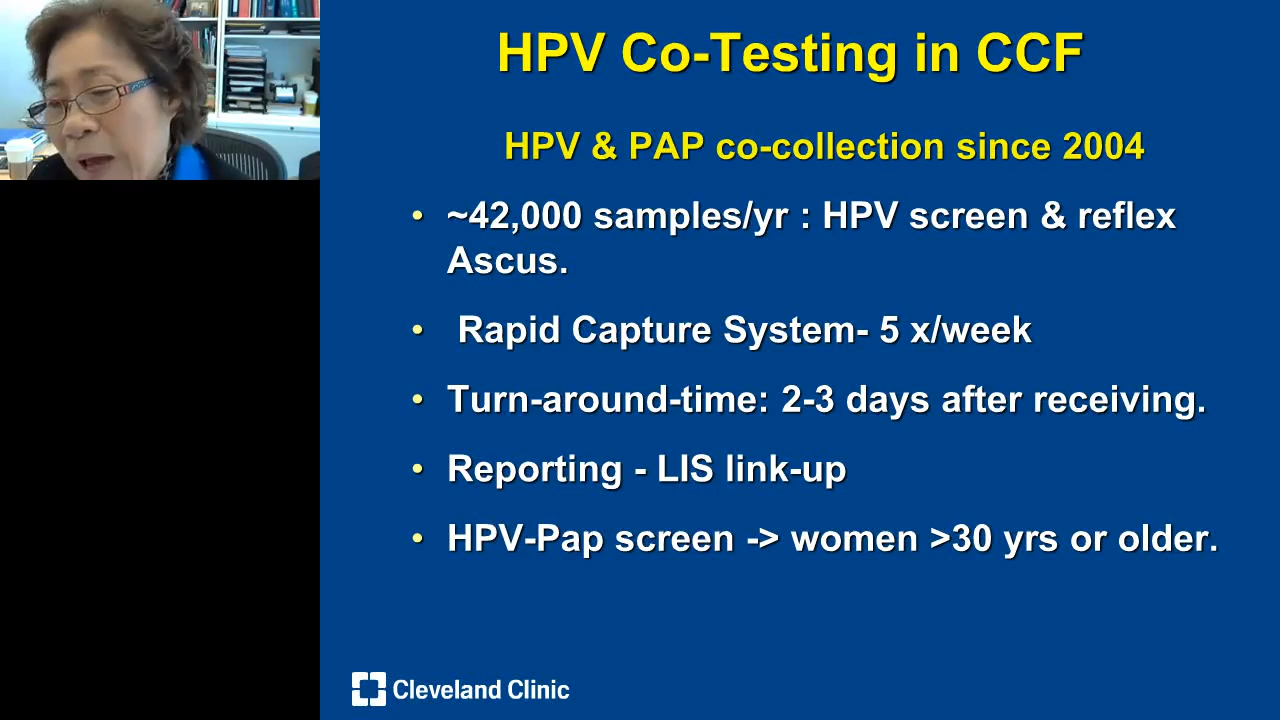 HPV Co-Testing in CCF
HPV & PAP co-collection since 2004
• ~42,000 samples/yr : HPV screen & reflex
Ascus.
• Rapid Capture System- 5 x/week
• Turn-around-time: 2-3 days after receiving.
• Reporting - LIS link-up
• HPV-Pap screen -> women >30 yrs or older.
Cleveland Clinic